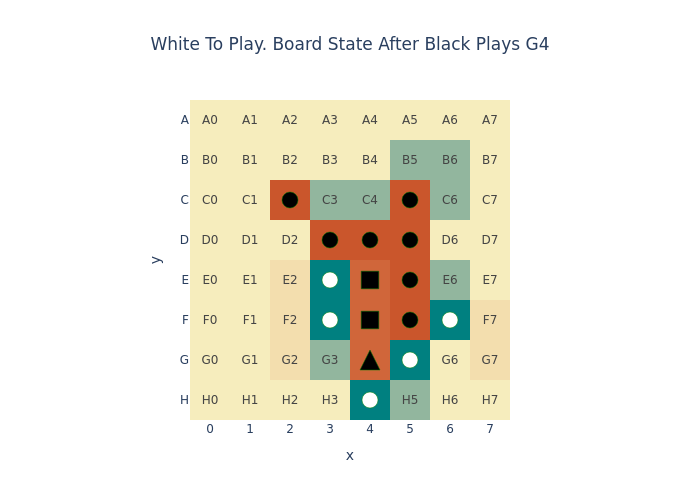 White To Play. Board State After Black Plays G4
A A0 A1 A2 A3 A4 A5 A6 A7
B B0 B1 B2 B3 B4 B5 B6 B7
C C0 C1 C3 C4 C6 C7
D D0 D1 D2 D6 D7
y
E E0 E1 E2 E6 E7
F F0 F1 F2 F7
G G0 G1 G2 G3 G6 G7
H H0 H1 H2 H3 H5 H6 H7
0 1 2 3 4 5 6 7
x